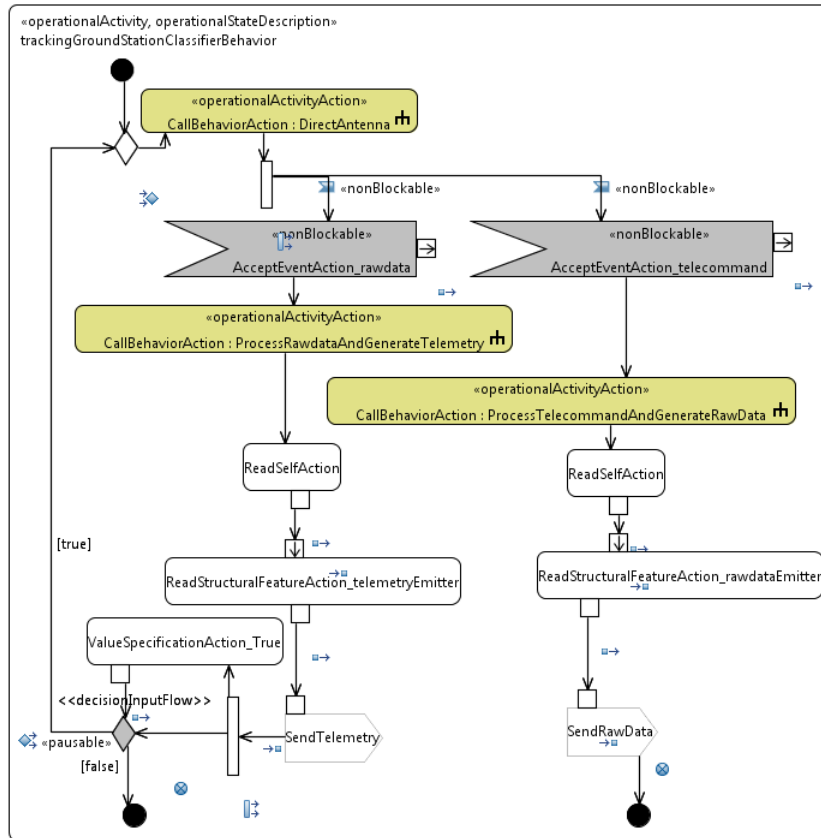 «operationalActivity, operationalStateDescription»
trackingGroundStationClassifierBehavior
«operationalActivityAction»
CallBehaviorAction : DirectAntenna
«nonBlockable»
«nonBlockable»
«nonBlockable»
AcceptEventAction_rawdata
«nonBlockable»
AcceptEventAction_telecommand
«operationalActivityAction»
CallBehaviorAction : ProcessRawdataAndGenerateTelemetry
«operationalActivityAction»
CallBehaviorAction : ProcessTelecommandAndGenerateRawData
ReadSelfAction
ReadSelfAction
[true]
ReadStructuralFeatureAction_telemetryEmitter
ReadStructuralFeatureAction_rawdataEmitter
ValueSpecificationAction_True
<<decisionInputFlow>>
«pausable»
SendTelemetry
SendRawData
[false]